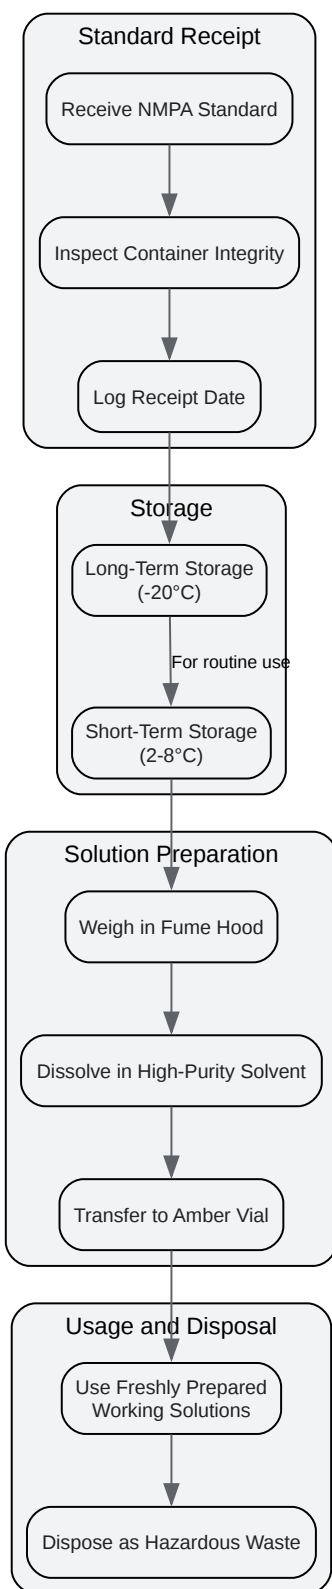 Standard Receipt
Receive NMPA Standard
Inspect Container Integrity
Log Receipt Date
Storage
Long-Term Storage
(-20°C)
For routine use
Short-Term Storage
(2-8°C)
Solution Preparation
Weigh in Fume Hood
Dissolve in High-Purity Solvent
Transfer to Amber Vial
Usage and Disposal
Use Freshly Prepared
Working Solutions
Dispose as Hazardous Waste